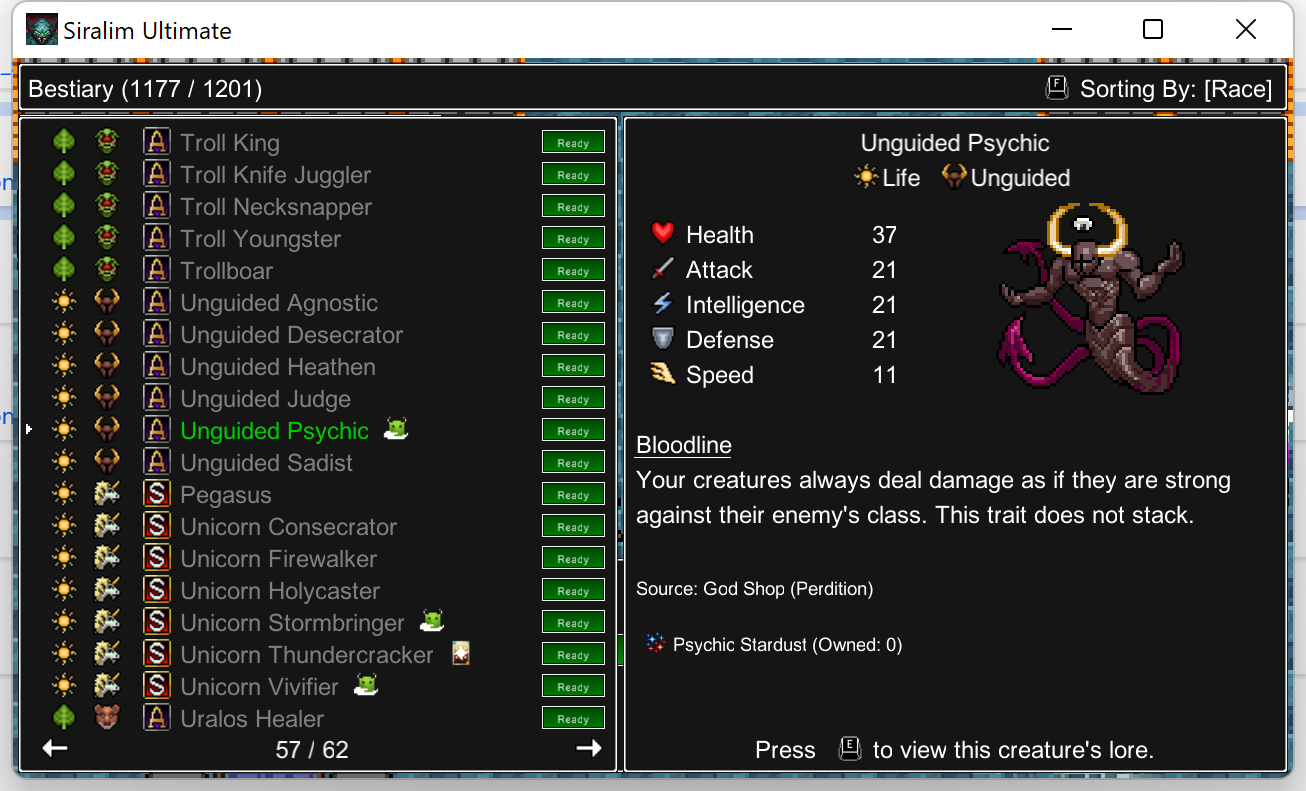 Siralim Ultimate
Bestiary (1177 / 1201)
F Sorting By: [Race]
A Troll King Ready
A Troll Knife Juggler Ready
A Troll Necksnapper Ready
A Troll Youngster Ready
A Trollboar Ready
A Unguided Agnostic Ready
A Unguided Desecrator Ready
A Unguided Heathen Ready
A Unguided Judge Ready
A Unguided Psychic Ready
A Unguided Sadist Ready
S Pegasus Ready
S Unicorn Consecrator Ready
S Unicorn Firewalker Ready
S Unicorn Holycaster Ready
S Unicorn Stormbringer Ready
S Unicorn Thundercracker Ready
S Unicorn Vivifier Ready
A Uralos Healer Ready
57 / 62
Unguided Psychic
Life Unguided
Health 37
Attack 21
Intelligence 21
Defense 21
Speed 11
Bloodline
Your creatures always deal damage as if they are strong
against their enemy's class. This trait does not stack.
Source: God Shop (Perdition)
Psychic Stardust (Owned: 0)
Press E to view this creature's lore.